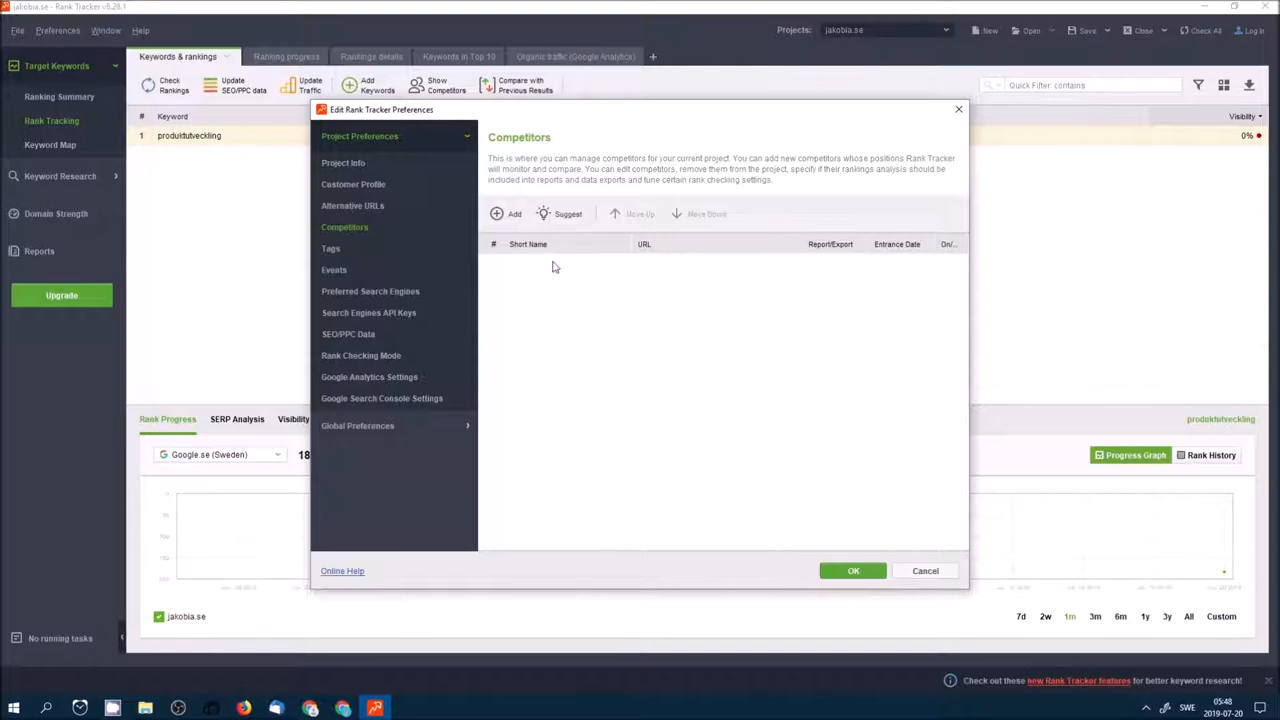 jakobia.se - Rank Tracker v8.28.1
File Preferences Window Help
Projects: jakobia.se New Open Save Close Check All Log In
Target Keywords
Ranking Summary
Rank Tracking
Keyword Map
Keyword Research
Domain Strength
Reports
Upgrade
No running tasks
Keywords & rankings Ranking progress Rankings details Keywords in Top 10 Organic traffic (Google Analytics)
Check Rankings
Update SEO/PPC data
Update Traffic
Add Keywords
Show Competitors
Compare with Previous Results
Quick Filter: contains
# Keyword Visibility
1 produktutveckling 0%
Edit Rank Tracker Preferences
Project Preferences
Project Info
Customer Profile
Alternative URLs
Competitors
Tags
Events
Preferred Search Engines
Search Engines API Keys
SEO/PPC Data
Rank Checking Mode
Google Analytics Settings
Google Search Console Settings
Global Preferences
Competitors
This is where you can manage competitors for your current project. You can add new competitors whose positions Rank Tracker
will monitor and compare. You can edit competitors, remove them from the project, specify if their rankings analysis should be
included into reports and data exports and tune certain rank checking settings.
Add Suggest Move Up Move Down
# Short Name URL Report/Export Entrance Date On/...
Online Help OK Cancel
Rank Progress SERP Analysis Visibility produktutveckling
Google.se (Sweden) 18 Progress Graph Rank History
0
jakobia.se 7d 2w 1m 3m 6m 1y 3y All Custom
Check out these new Rank Tracker features for better keyword research!
SWE
05:48
2019-07-20